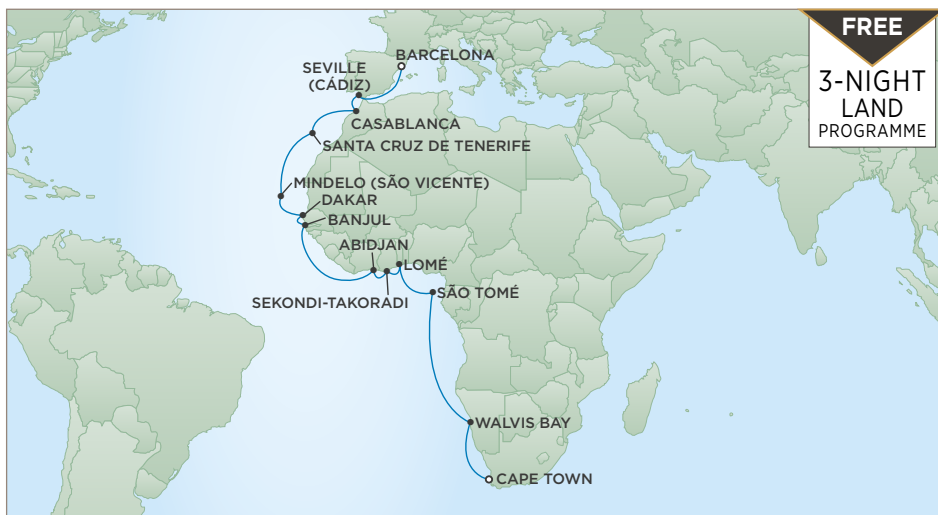 FREE
3-NIGHT
LAND
PROGRAMME
BARCELONA
SEVILLE
(CÁDIZ)
CASABLANCA
SANTA CRUZ DE TENERIFE
MINDELO (SÃO VICENTE)
DAKAR
BANJUL
ABIDJAN
LOMÉ
SEKONDI-TAKORADI
SÃO TOMÉ
WALVIS BAY
CAPE TOWN